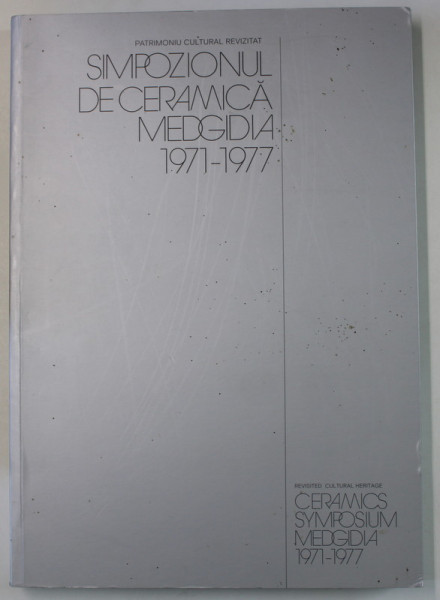 PATRIMONIU CULTURAL REVIZITAT
SIMPOZIONUL
DE CERAMICĂ
MEDGIDIA
1971-1977
REVISITED CULTURAL HERITAGE
CERAMICS
SYMPOSIUM
MEDGIDIA
1971-1977